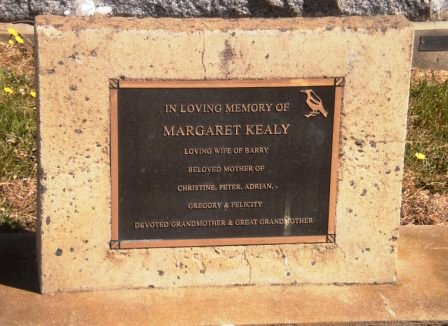 IN LOVING MEMORY OF
MARGARET KEALY
LOVING WIFE OF BARRY
BELOVED MOTHER OF
CHRISTINE, PETER, ADRIAN,
GREGORY & FELICITY
DEVOTED GRANDMOTHER & GREAT GRANDMOTHER